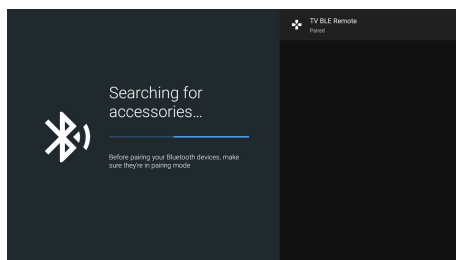 Searching for
accessories…
Before pairing your Bluetooth devices, make
sure they're in pairing mode
TV BLE Remote
Paired